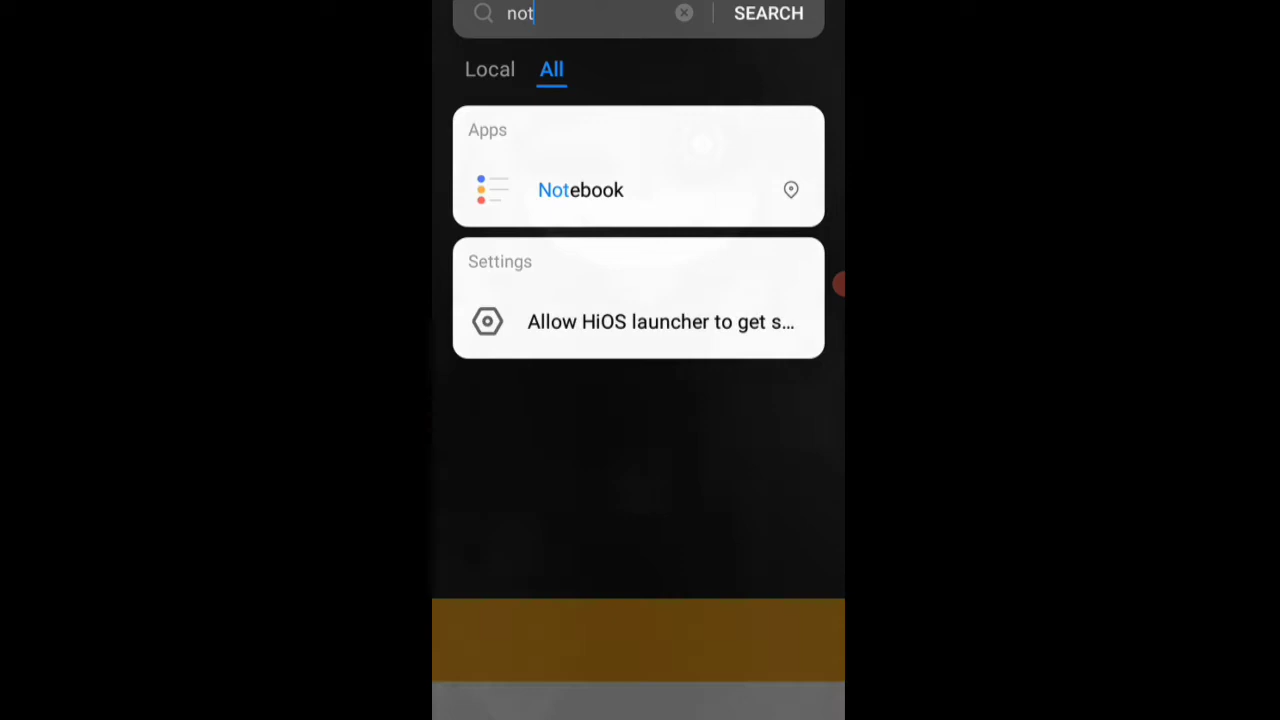 not
SEARCH
Local
All
Apps
Notebook
Settings
Allow HiOS launcher to get s...